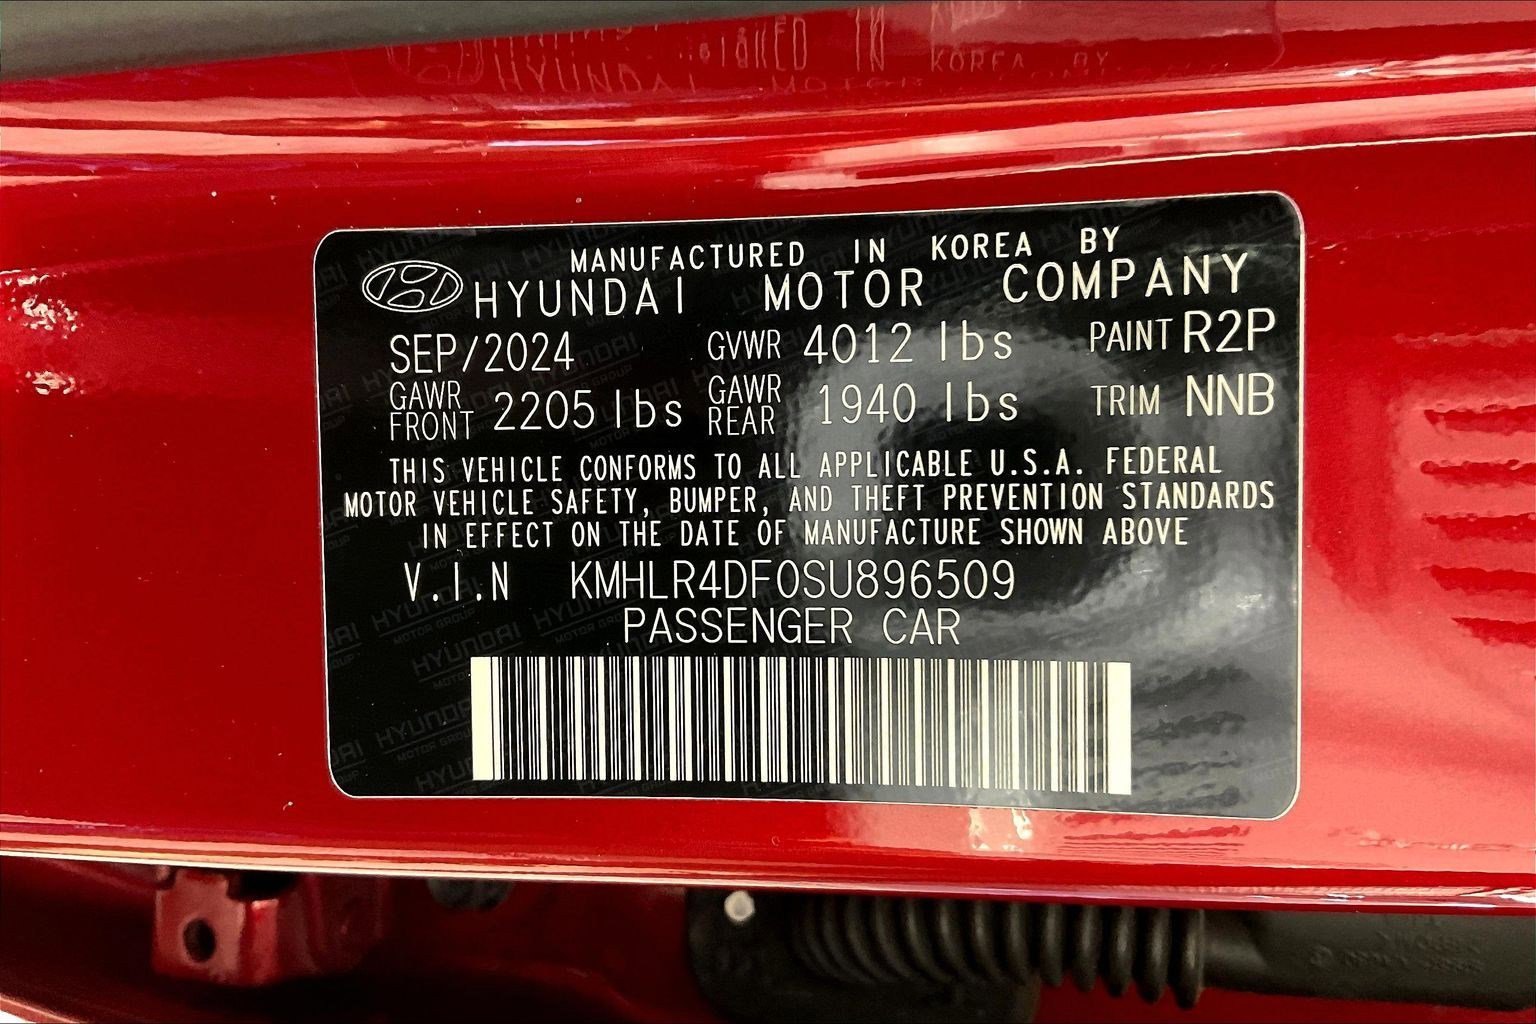 MANUFACTURED IN KOREA BY
HYUNDAI MOTOR COMPANY
SEP/2024 GVWR 4012 lbs PAINT R2P
GAWR FRONT 2205 lbs GAWR REAR 1940 lbs TRIM NNB
THIS VEHICLE CONFORMS TO ALL APPLICABLE U.S.A. FEDERAL
MOTOR VEHICLE SAFETY, BUMPER, AND THEFT PREVENTION STANDARDS
IN EFFECT ON THE DATE OF MANUFACTURE SHOWN ABOVE
V.I.N KMHLR4DF0SU896509
PASSENGER CAR